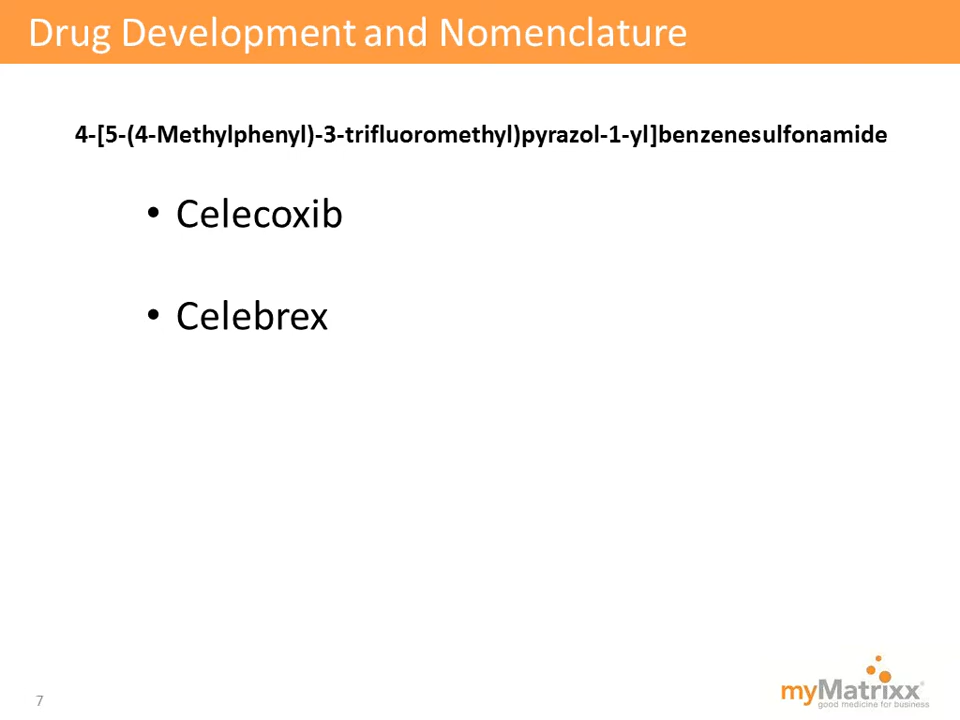 Drug Development and Nomenclature
4-[5-(4-Methylphenyl)-3-trifluoromethyl)pyrazol-1-yl]benzenesulfonamide
• Celecoxib
• Celebrex
7
myMatrixx®
good medicine for business